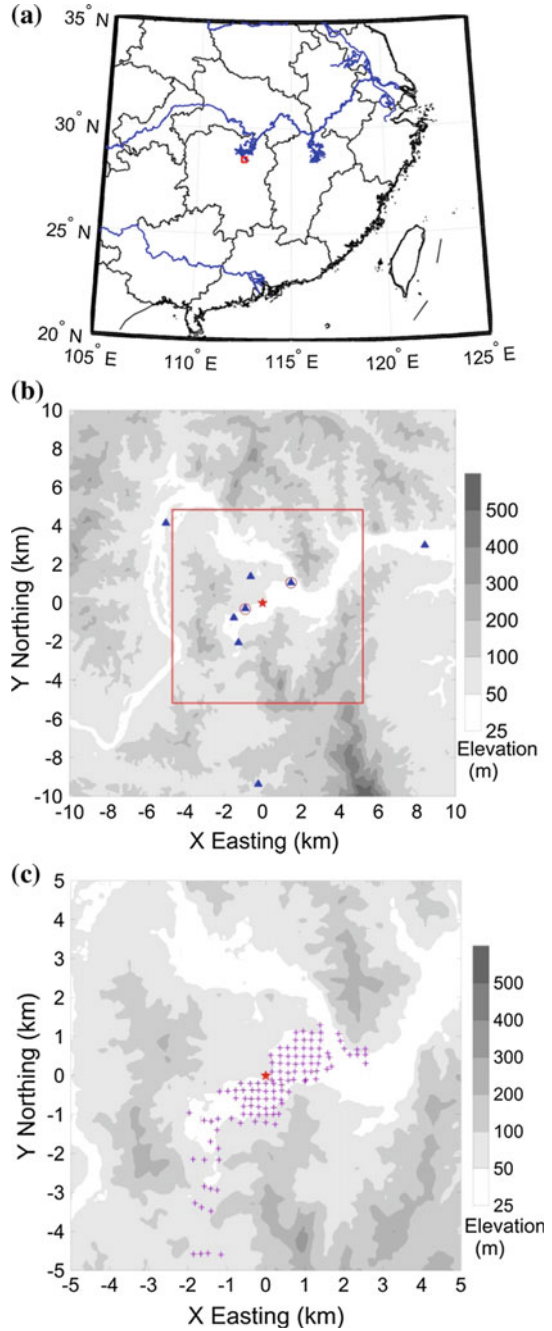 (a)
35° N
30° N
25° N
20° N
105° E
110° E
115° E
120° E
125° E
(b)
10
8
6
4
2
0
-2
-4
-6
-8
-10
Y Northing (km)
-10 -8 -6 -4 -2 0 2 4 6 8 10
X Easting (km)
500
400
300
200
100
50
25
Elevation
(m)
(c)
5
4
3
2
1
0
-1
-2
-3
-4
-5
Y Northing (km)
-5 -4 -3 -2 -1 0 1 2 3 4 5
X Easting (km)
500
400
300
200
100
50
25
Elevation
(m)